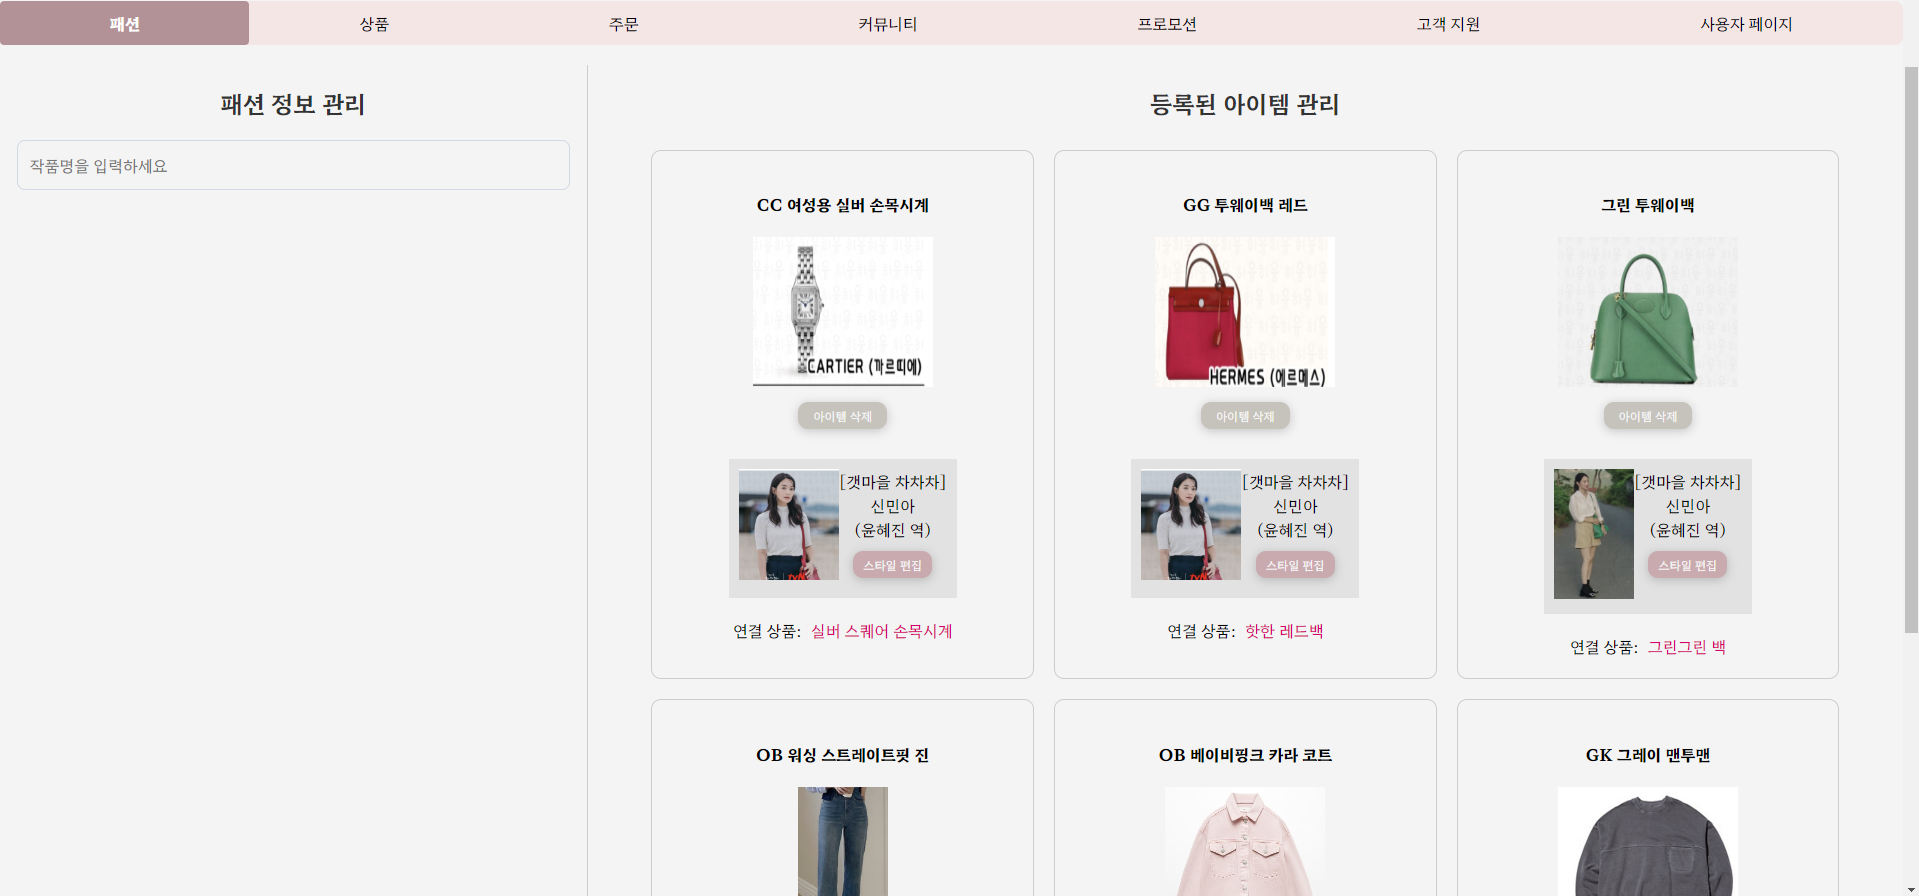 패션
상품
주문
커뮤니티
프로모션
고객 지원
사용자 페이지
패션 정보 관리
작품명을 입력하세요
등록된 아이템 관리
CC 여성용 실버 손목시계
CARTIER (까르띠에)
아이템 삭제
[갯마을 차차차]
신민아
(윤혜진 역)
스타일 편집
연결 상품: 실버 스퀘어 손목시계
GG 투웨이백 레드
HERMES (에르메스)
아이템 삭제
[갯마을 차차차]
신민아
(윤혜진 역)
스타일 편집
연결 상품: 핫한 레드백
그린 투웨이백
아이템 삭제
[갯마을 차차차]
신민아
(윤혜진 역)
스타일 편집
연결 상품: 그린그린 백
OB 워싱 스트레이트핏 진
OB 베이비핑크 카라 코트
GK 그레이 맨투맨